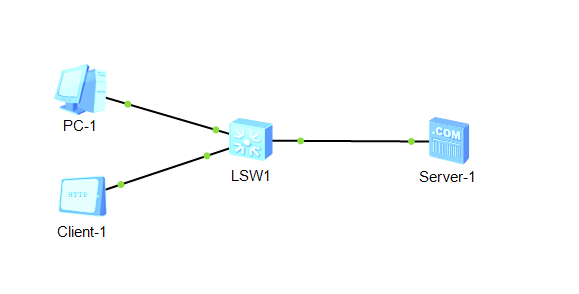 PC-1
.COM
LSW1
Server-1
HTTP
Client-1